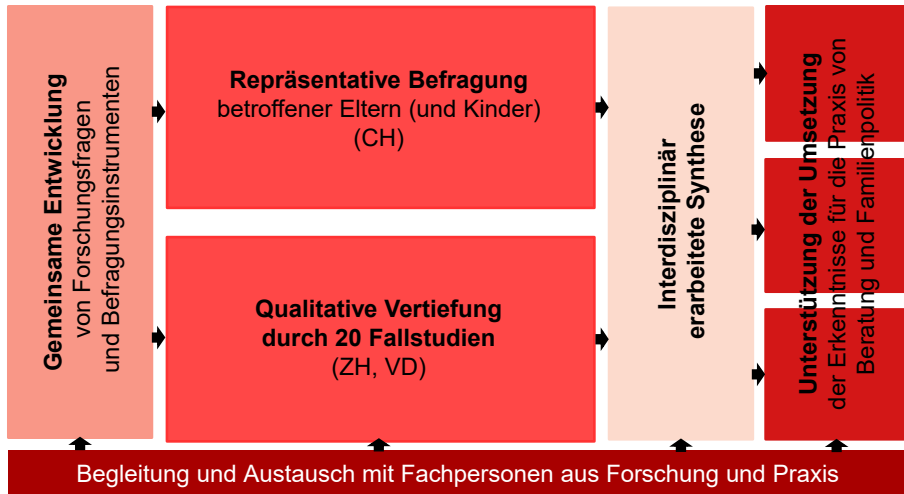 Gemeinsame Entwicklung
von Forschungsfragen
und Befragungsinstrumenten
Repräsentative Befragung
betroffener Eltern (und Kinder)
(CH)
Qualitative Vertiefung
durch 20 Fallstudien
(ZH, VD)
Interdisziplinär
erarbeitete Synthese
Unterstützung der Umsetzung
der Erkenntnisse für die Praxis von
Beratung und Familienpolitik
Begleitung und Austausch mit Fachpersonen aus Forschung und Praxis